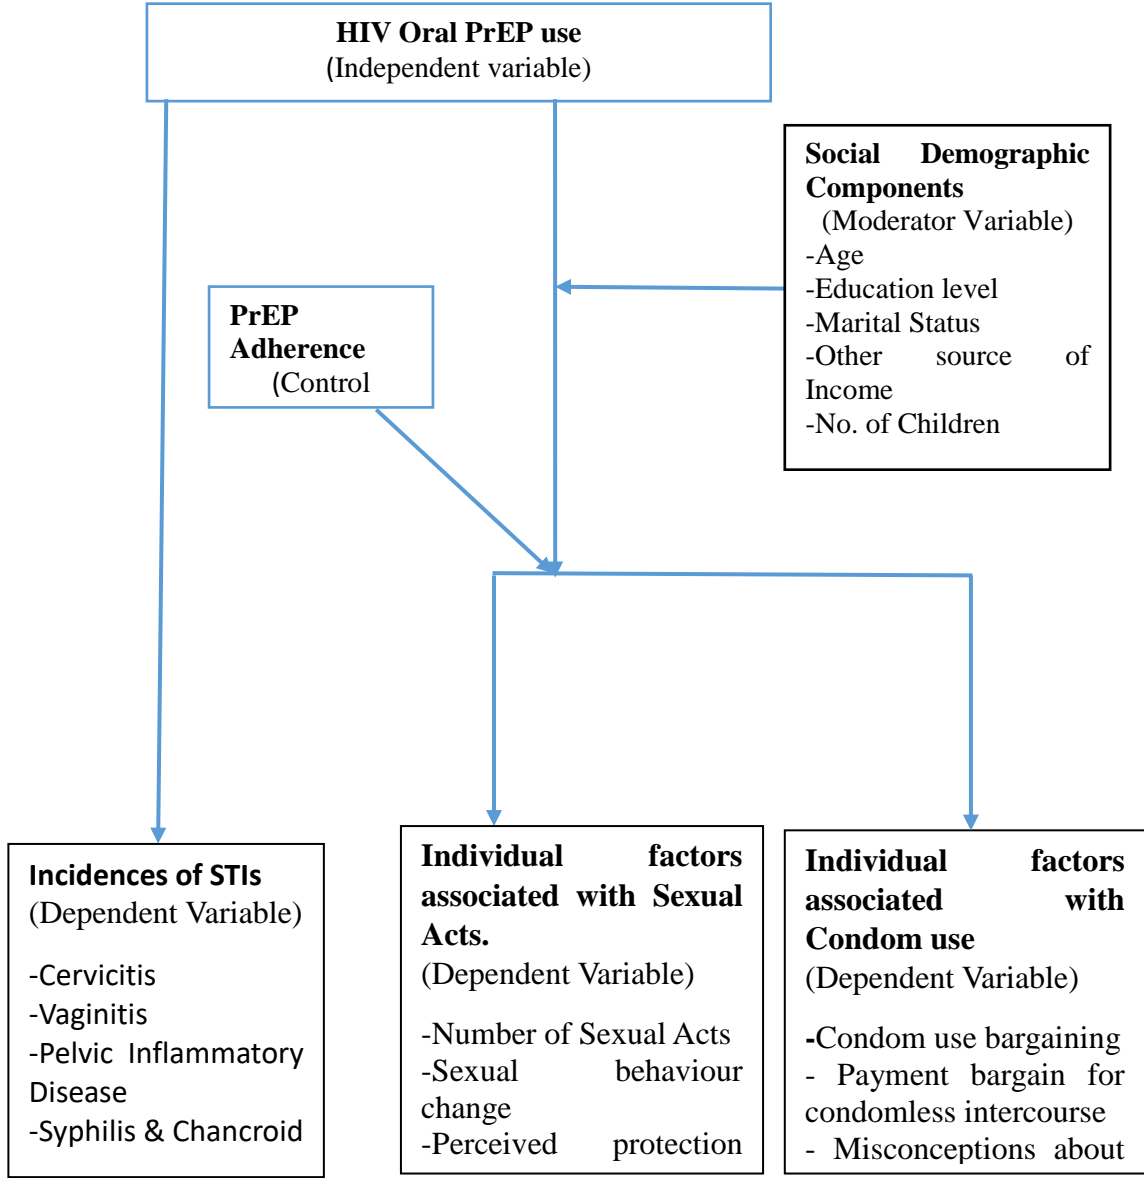 HIV Oral PrEP use
(Independent variable)
Social Demographic
Components
(Moderator Variable)
-Age
-Education level
-Marital Status
-Other source of
Income
-No. of Children
PrEP
Adherence
(Control
Incidences of STIs
(Dependent Variable)
-Cervicitis
-Vaginitis
-Pelvic Inflammatory
Disease
-Syphilis & Chancroid
Individual factors
associated with Sexual
Acts.
(Dependent Variable)
-Number of Sexual Acts
-Sexual behaviour
change
-Perceived protection
Individual factors
associated with
Condom use
(Dependent Variable)
-Condom use bargaining
- Payment bargain for
condomless intercourse
- Misconceptions about